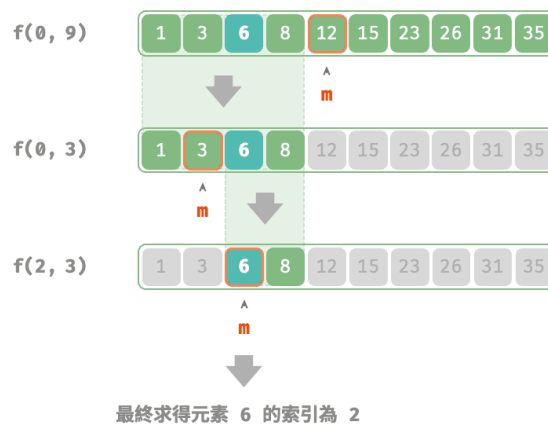 f(0, 9) 1 3 6 8 12 15 23 26 31 35
m
f(0, 3) 1 3 6 8 12 15 23 26 31 35
m
f(2, 3) 1 3 6 8 12 15 23 26 31 35
m
最終求得元素 6 的索引為 2